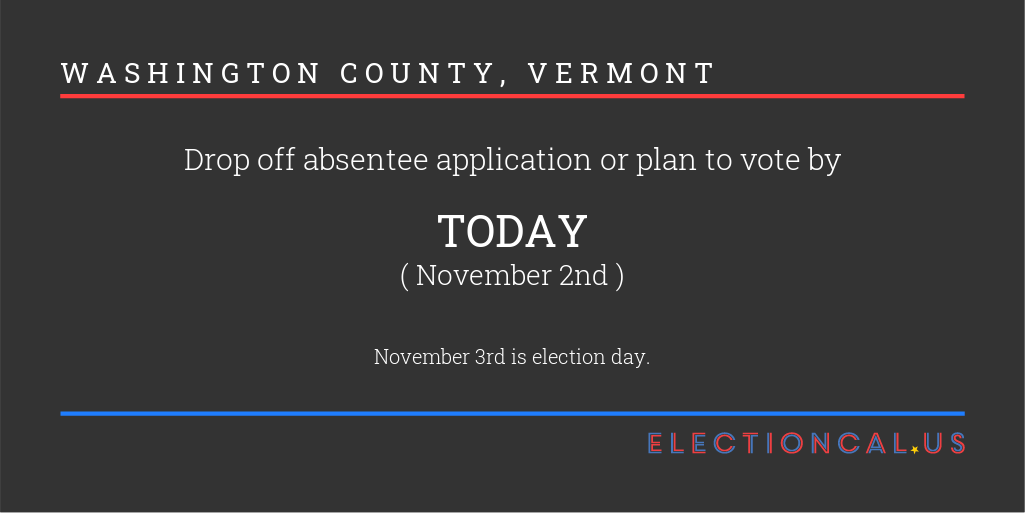 WASHINGTON COUNTY, VERMONT
Drop off absentee application or plan to vote by
TODAY
( November 2nd )
November 3rd is election day.
ELECTIONCAL.US